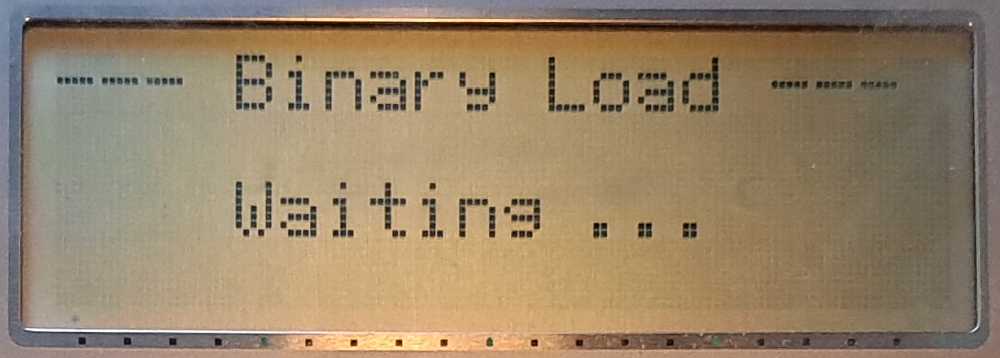 --- Binary Load ---
Waiting ...